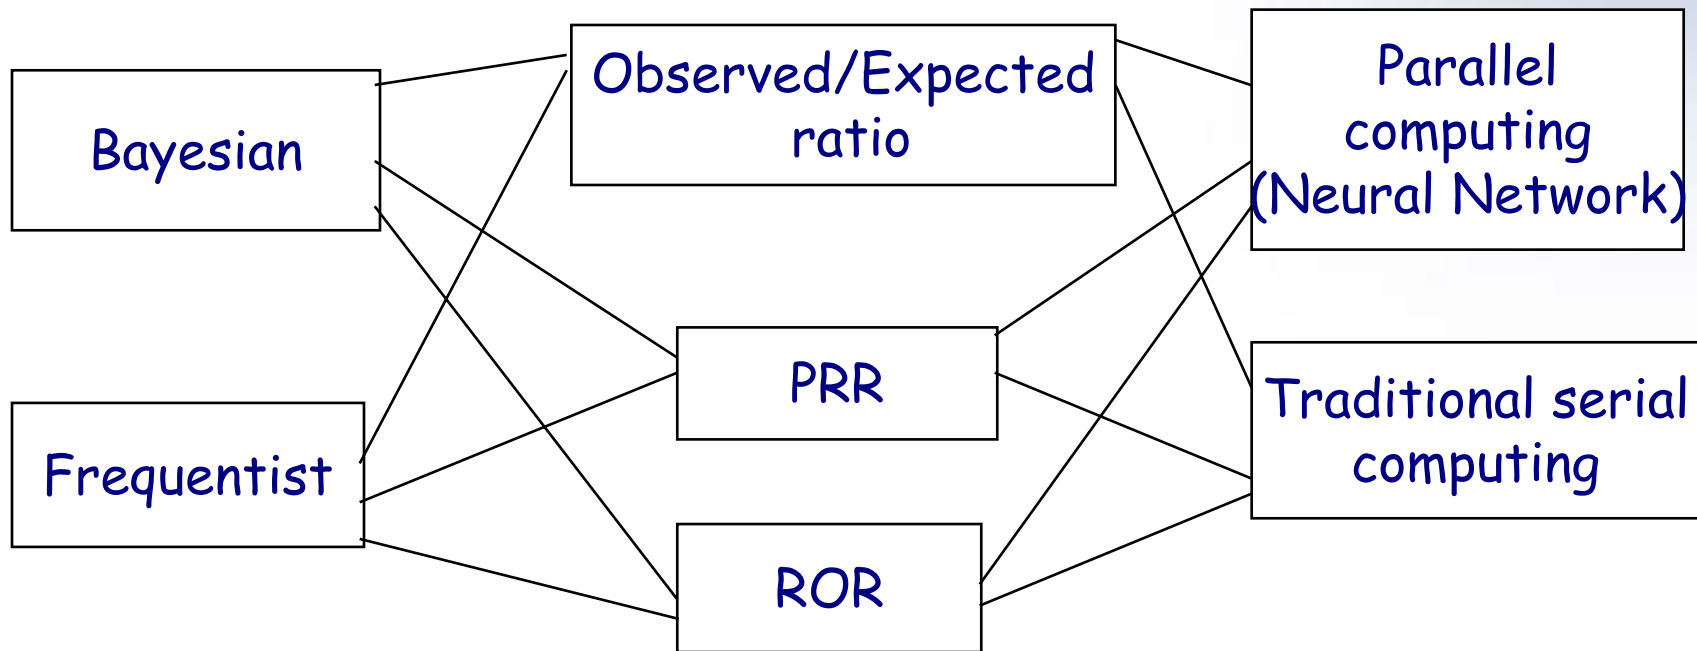 Bayesian
Frequentist
Observed/Expected
ratio
PRR
ROR
Parallel
computing
(Neural Network)
Traditional serial
computing